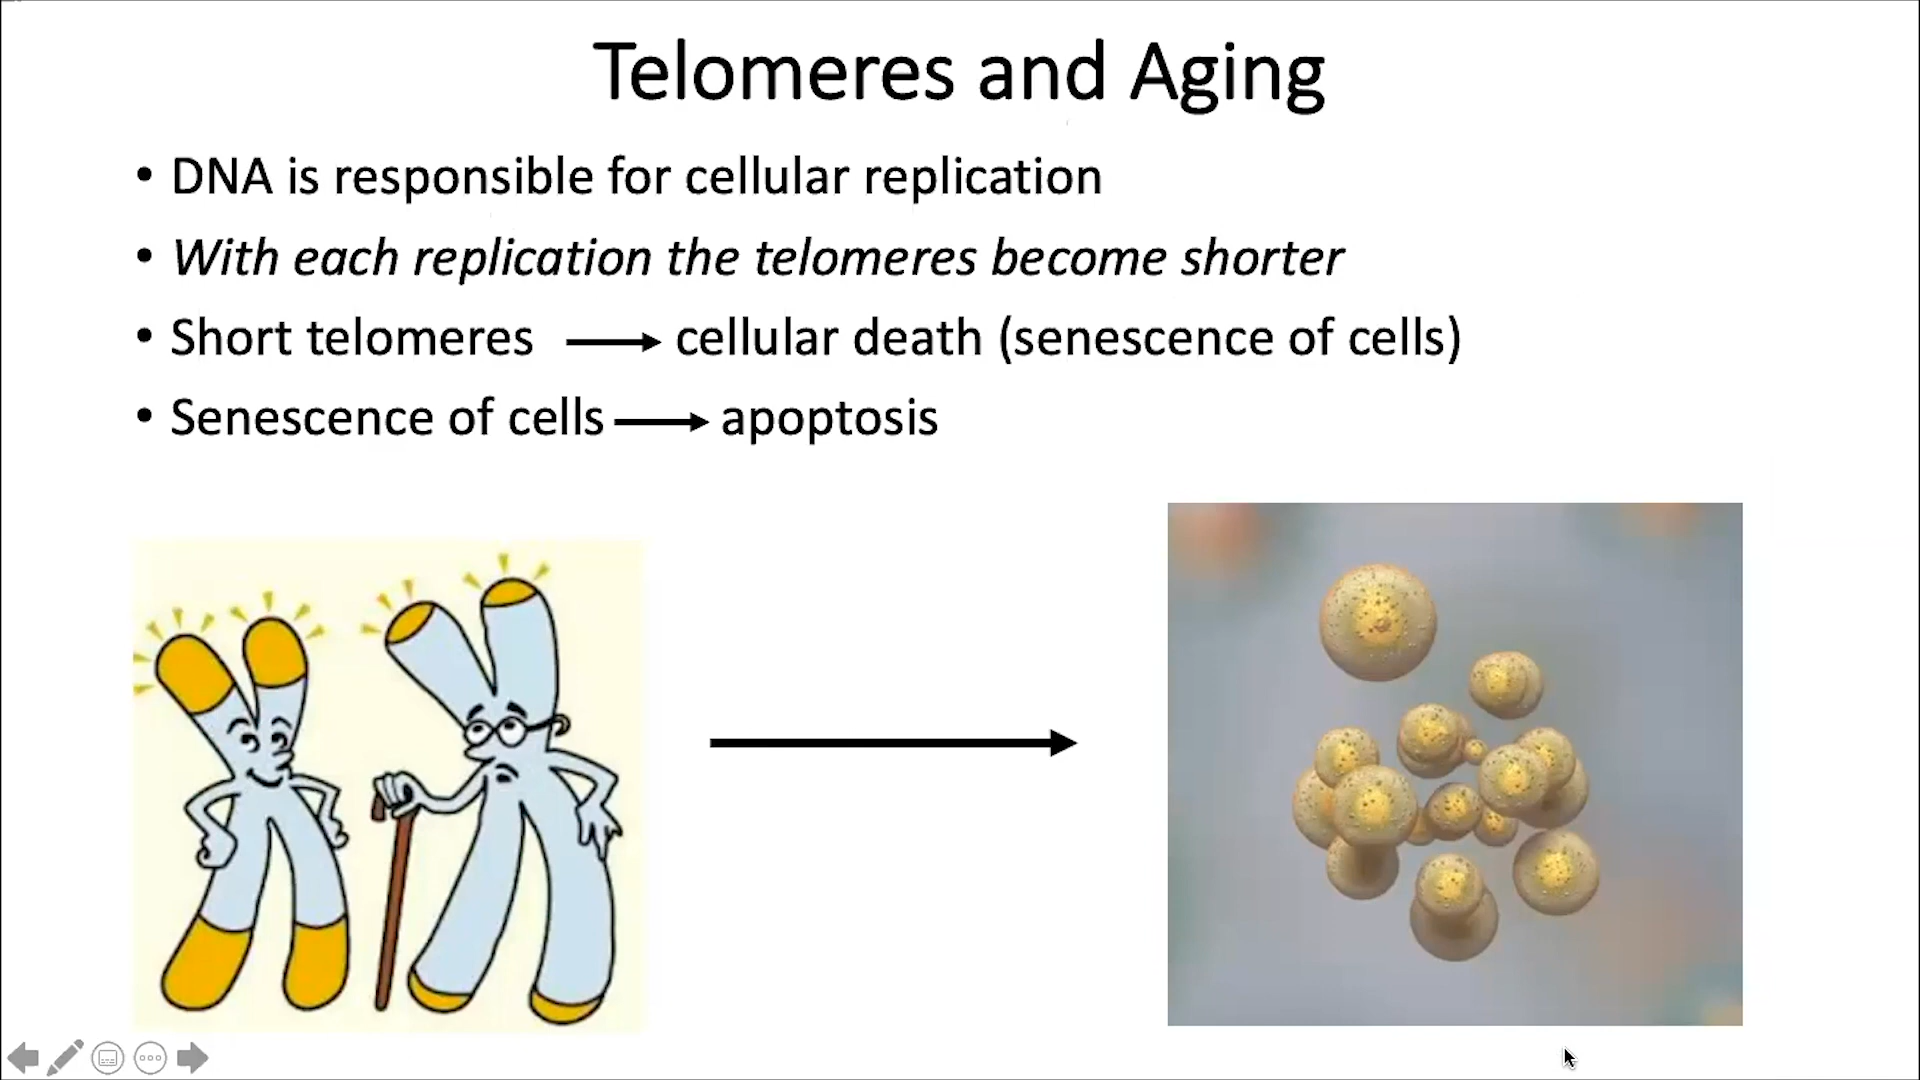 Telomeres and Aging
• DNA is responsible for cellular replication
• With each replication the telomeres become shorter
• Short telomeres → cellular death (senescence of cells)
• Senescence of cells → apoptosis